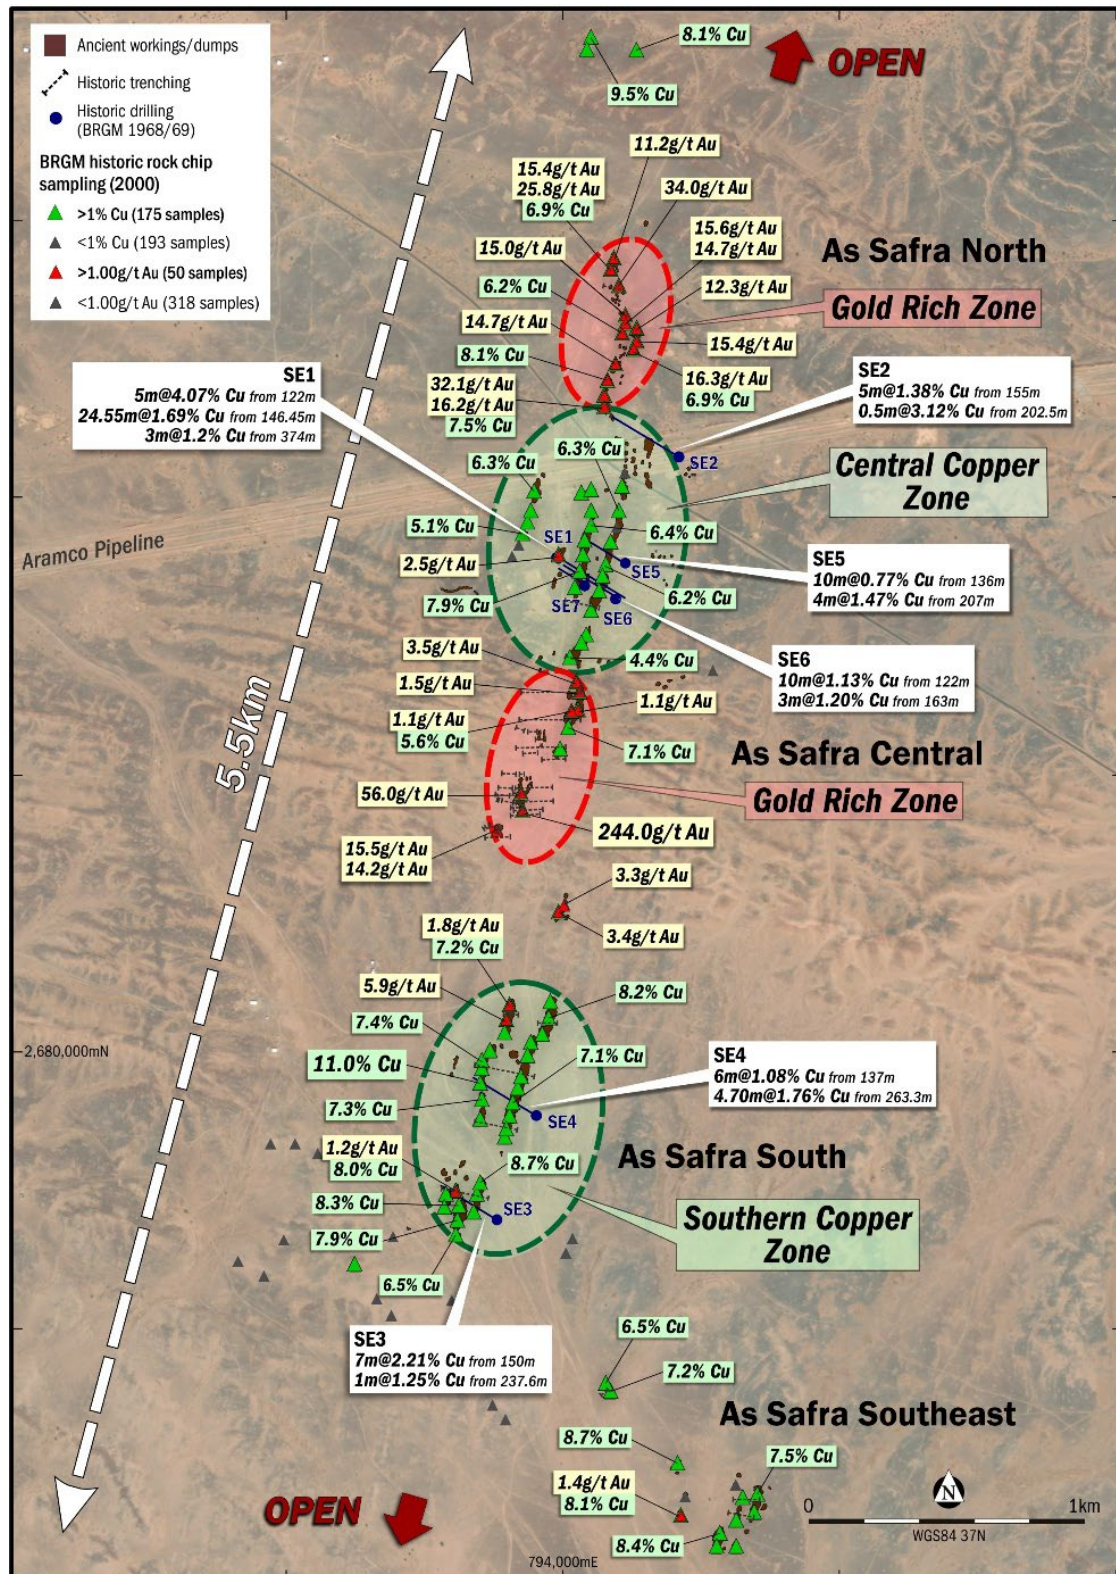 Ancient workings/dumps
Historic trenching
Historic drilling
(BRGM 1968/69)
BRGM historic rock chip
sampling (2000)
>1% Cu (175 samples)
<1% Cu (193 samples)
>1.00g/t Au (50 samples)
<1.00g/t Au (318 samples)
8.1% Cu
OPEN
9.5% Cu
11.2g/t Au
15.4g/t Au
25.8g/t Au
6.9% Cu
34.0g/t Au
15.6g/t Au
14.7g/t Au
15.0g/t Au
As Safra North
6.2% Cu
12.3g/t Au
Gold Rich Zone
14.7g/t Au
15.4g/t Au
8.1% Cu
16.3g/t Au
6.9% Cu
32.1g/t Au
16.2g/t Au
7.5% Cu
SE1
5m@4.07% Cu from 122m
24.55m@1.69% Cu from 146.45m
3m@1.2% Cu from 374m
SE2
5m@1.38% Cu from 155m
0.5m@3.12% Cu from 202.5m
6.3% Cu
6.3% Cu
SE2
Central Copper
Zone
5.1% Cu
SE1
6.4% Cu
Aramco Pipeline
2.5g/t Au
SE5
SE5
10m@0.77% Cu from 136m
4m@1.47% Cu from 207m
7.9% Cu
SE7
SE6
6.2% Cu
3.5g/t Au
4.4% Cu
SE6
10m@1.13% Cu from 122m
3m@1.20% Cu from 163m
1.5g/t Au
1.1g/t Au
1.1g/t Au
5.6% Cu
7.1% Cu
As Safra Central
5.5km
56.0g/t Au
Gold Rich Zone
244.0g/t Au
15.5g/t Au
14.2g/t Au
3.3g/t Au
3.4g/t Au
1.8g/t Au
7.2% Cu
5.9g/t Au
8.2% Cu
7.4% Cu
2,680,000mN
11.0% Cu
7.1% Cu
SE4
6m@1.08% Cu from 137m
4.70m@1.76% Cu from 263.3m
7.3% Cu
SE4
1.2g/t Au
8.0% Cu
8.7% Cu
As Safra South
8.3% Cu
SE3
Southern Copper
Zone
7.9% Cu
6.5% Cu
SE3
7m@2.21% Cu from 150m
1m@1.25% Cu from 237.6m
6.5% Cu
7.2% Cu
As Safra Southeast
8.7% Cu
7.5% Cu
1.4g/t Au
8.1% Cu
OPEN
8.4% Cu
N
0 1km
WGS84 37N
794,000mE